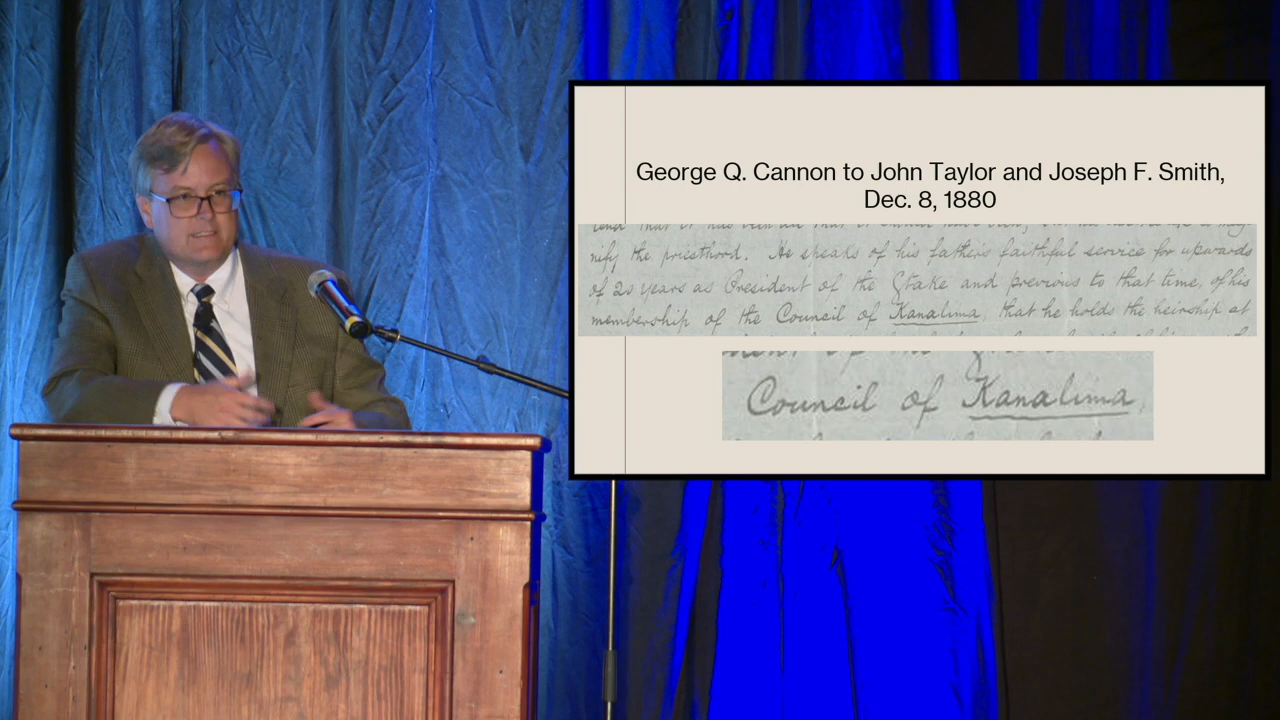 George Q. Cannon to John Taylor and Joseph F. Smith,
Dec. 8, 1880
nify the priesthood. He speaks of his father's faithful service for upwards
of 20 years as President of the Stake and previous to that time, of his
membership of the Council of Kanalima, that he holds the heirship at
Council of Kanalima,